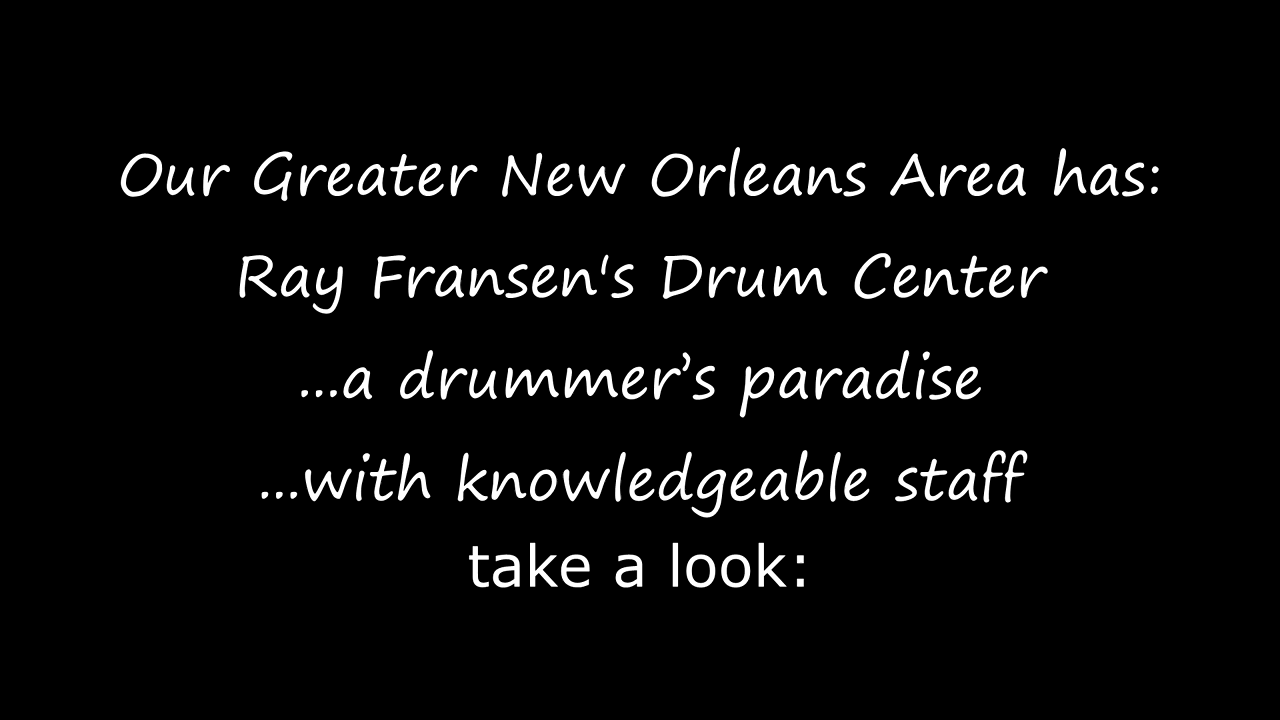 Our Greater New Orleans Area has:
Ray Fransen's Drum Center
...a drummer’s paradise
...with knowledgeable staff
take a look: